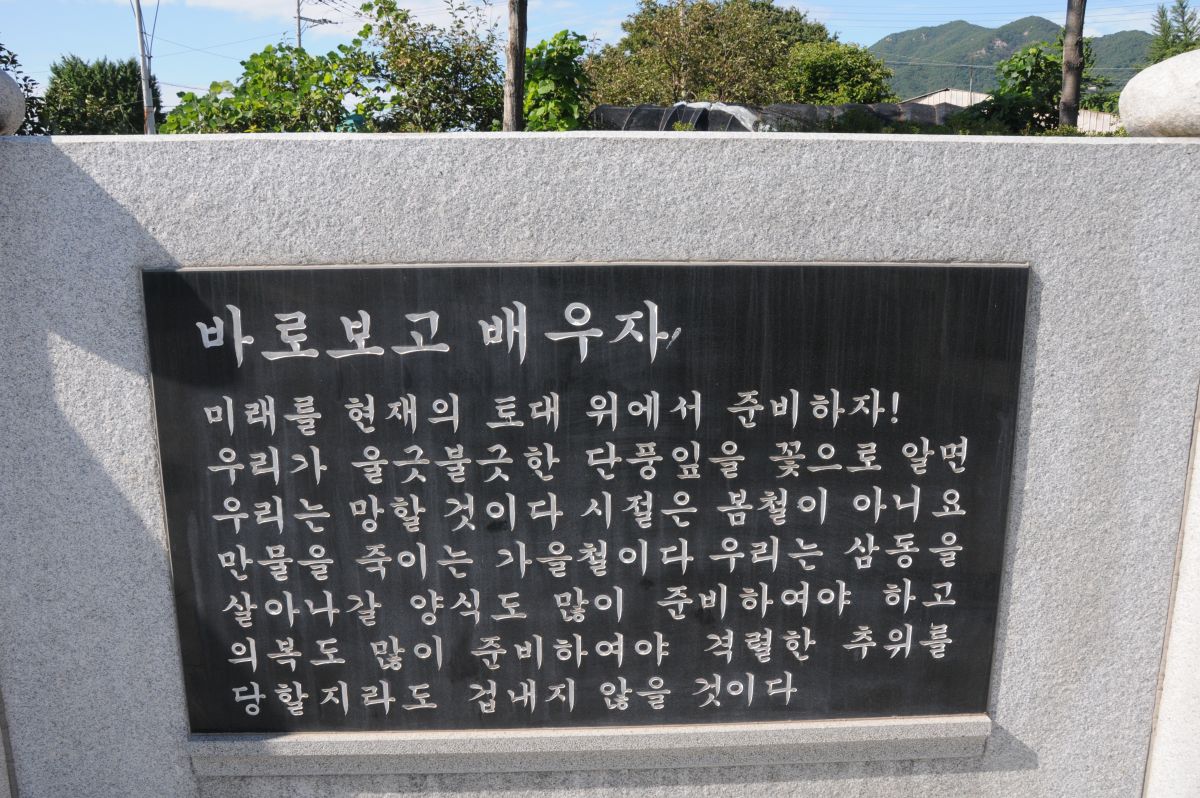 바로보고 배우자
미래를 현재의 토대 위에서 준비하자!
우리가 울긋불긋한 단풍잎을 꽃으로 알면
우리는 망할 것이다 시절은 봄철이 아니요
만물을 죽이는 가을철이다 우리는 삼동을
살아나갈 양식도 많이 준비하여야 하고
의복도 많이 준비하여야 격렬한 추위를
당할지라도 겁내지 않을 것이다